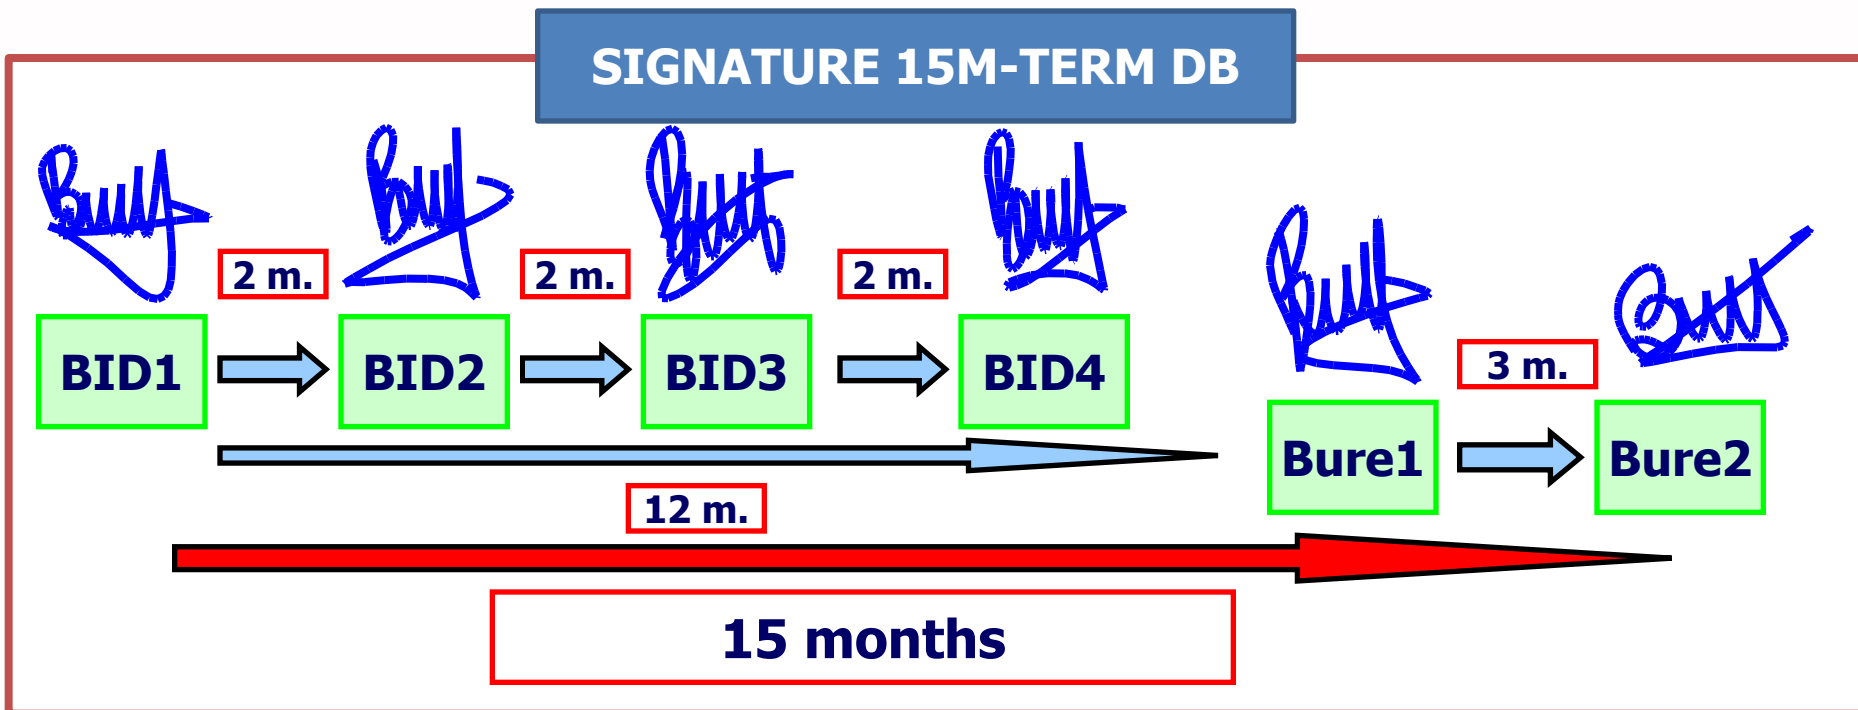 SIGNATURE 15M-TERM DB
2 m.
2 m.
2 m.
BID1
BID2
BID3
BID4
3 m.
Bure1
Bure2
12 m.
15 months